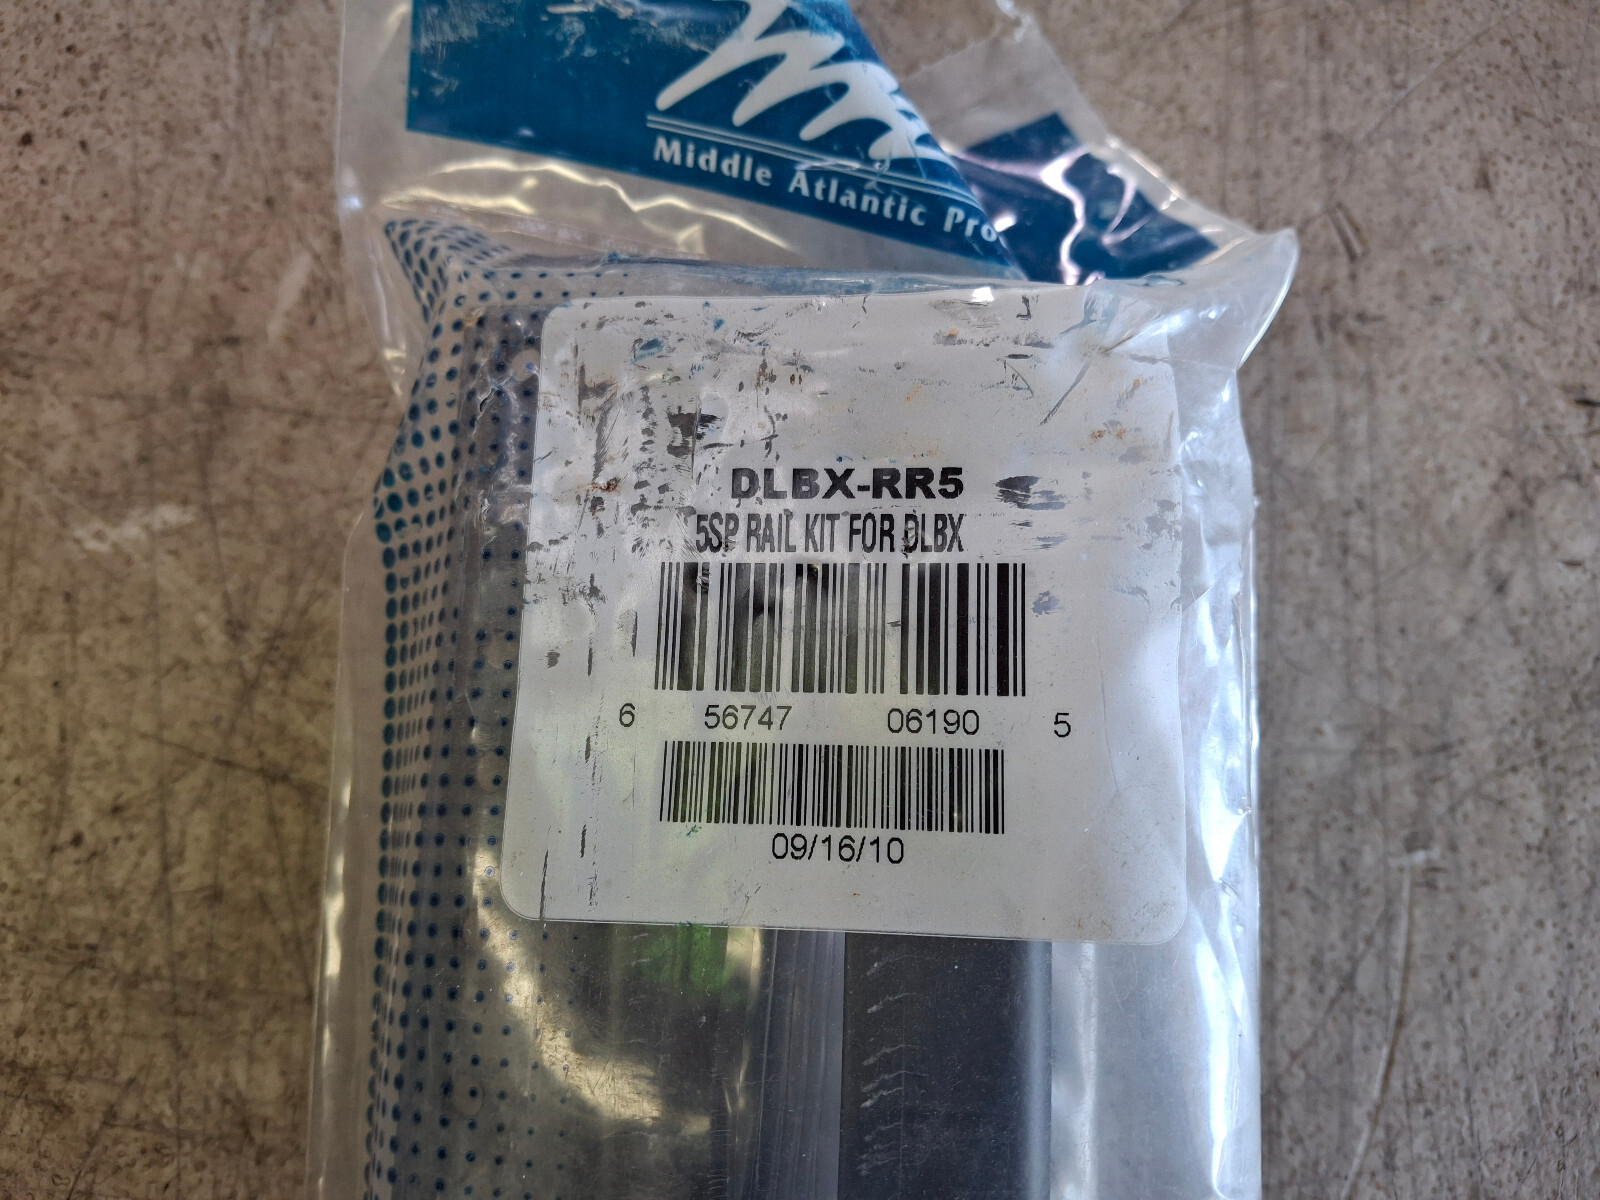 Middle Atlantic Pro
DLBX-RR5
5SP RAIL KIT FOR DLBX
6 56747 06190 5
09/16/10